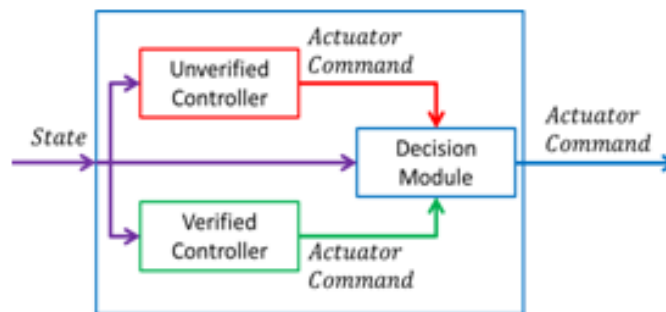 Actuator
Command
Unverified
Controller
State
Decision
Module
Actuator
Command
Verified
Controller
Actuator
Command